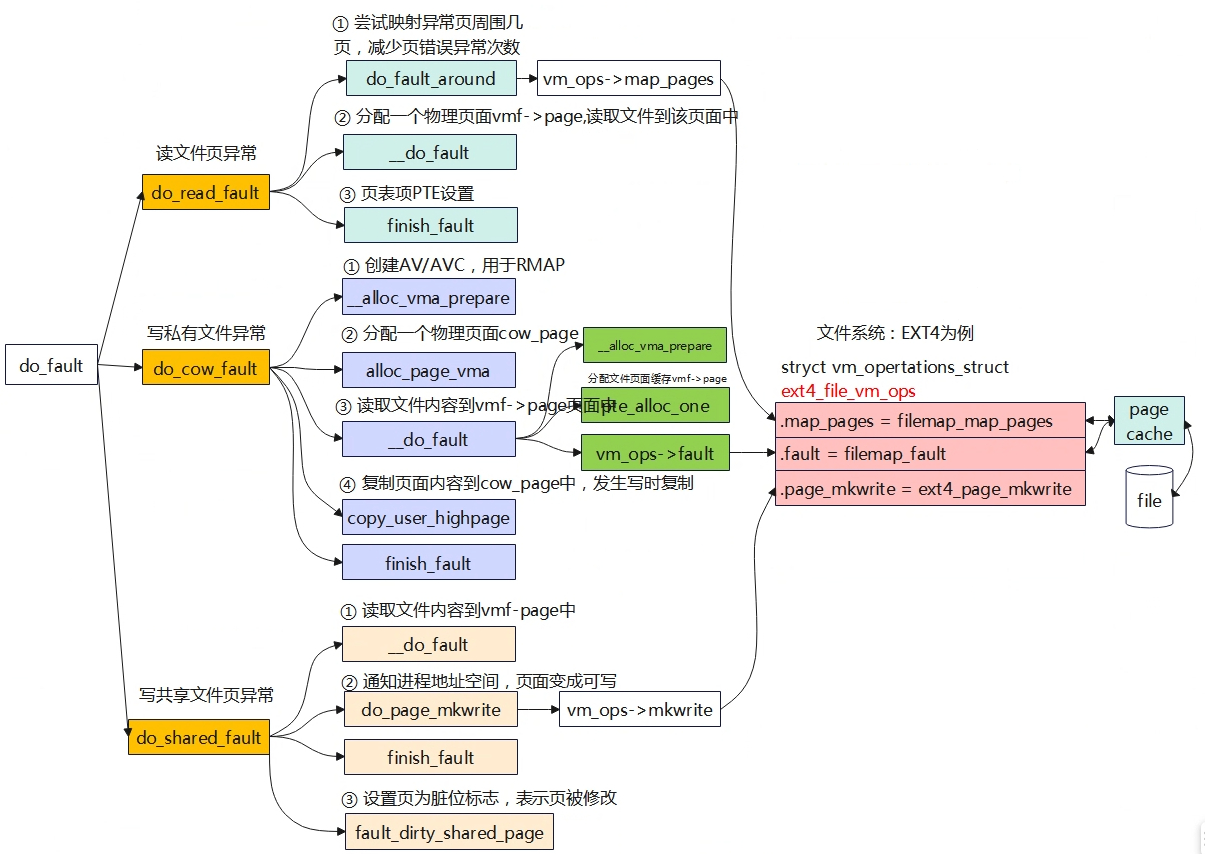 ① 尝试映射异常页周围几
页，减少页错误异常次数
do_fault_around
vm_ops->map_pages
② 分配一个物理页面vmf->page,读取文件到该页面中
__do_fault
读文件页异常
do_read_fault
③ 页表项PTE设置
finish_fault
① 创建AV/AVC，用于RMAP
__alloc_vma_prepare
写私有文件异常
do_fault
do_cow_fault
② 分配一个物理页面cow_page
alloc_page_vma
③ 读取文件内容到vmf->page页面中
__do_fault
__alloc_vma_prepare
分配文件页面缓存vmf->page
pte_alloc_one
vm_ops->fault
④ 复制页面内容到cow_page中，发生写时复制
copy_user_highpage
finish_fault
文件系统：EXT4为例
stryct vm_opertations_struct
ext4_file_vm_ops
.map_pages = filemap_map_pages
.fault = filemap_fault
.page_mkwrite = ext4_page_mkwrite
page
cache
file
① 读取文件内容到vmf-page中
__do_fault
写共享文件页异常
do_shared_fault
② 通知进程地址空间，页面变成可写
do_page_mkwrite
vm_ops->mkwrite
finish_fault
③ 设置页为脏位标志，表示页被修改
fault_dirty_shared_page